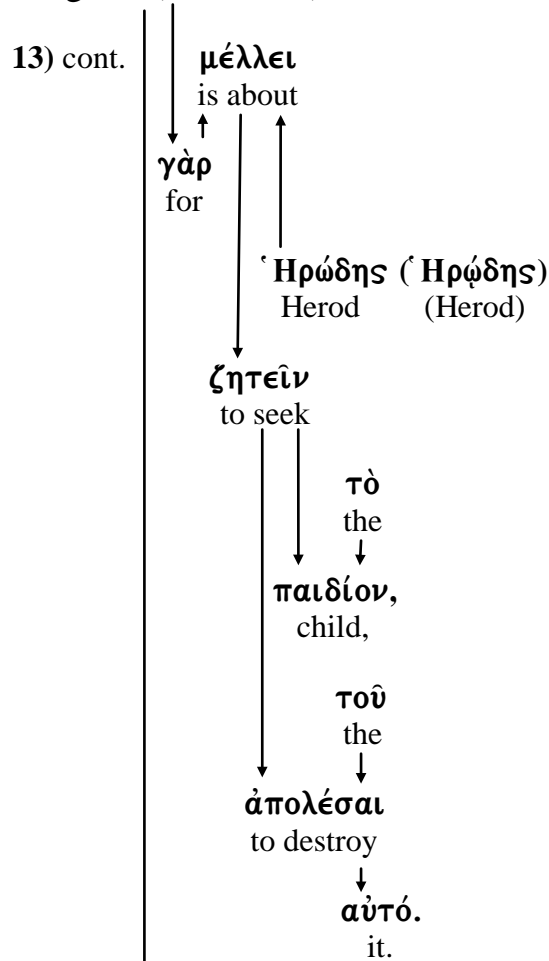 13) cont. μέλλει
is about
γὰρ
for
Ἡρώδης (Ἡρῴδης)
Herod (Herod)
ζητεῖν
to seek
τὸ
the
παιδίον,
child,
τοῦ
the
ἀπολέσαι
to destroy
αὐτό.
it.